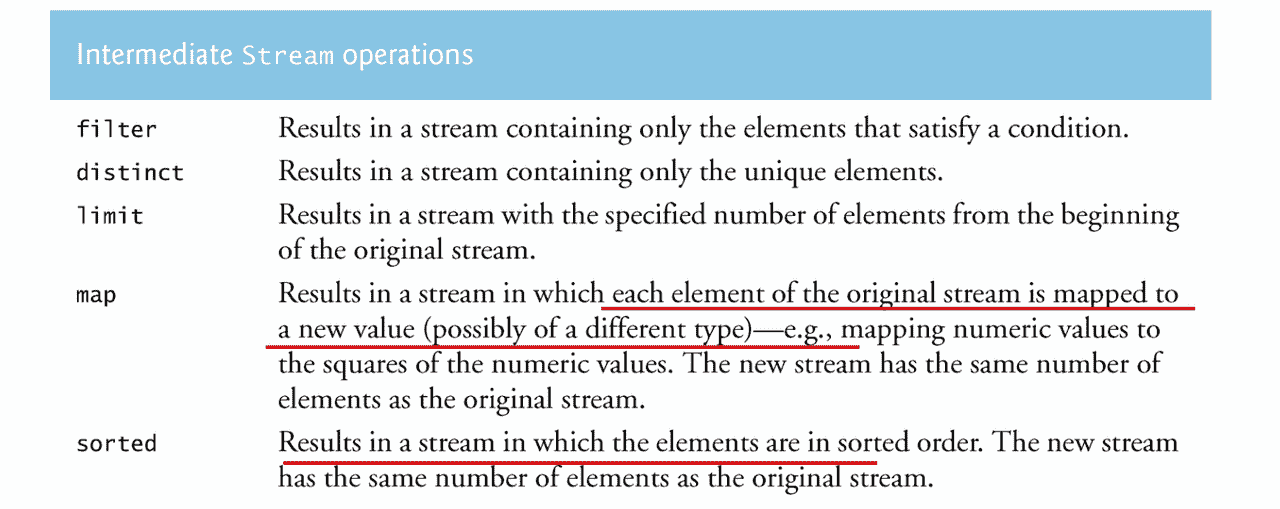 Intermediate Stream operations
filter Results in a stream containing only the elements that satisfy a condition.
distinct Results in a stream containing only the unique elements.
limit Results in a stream with the specified number of elements from the beginning
of the original stream.
map Results in a stream in which each element of the original stream is mapped to
a new value (possibly of a different type)—e.g., mapping numeric values to
the squares of the numeric values. The new stream has the same number of
elements as the original stream.
sorted Results in a stream in which the elements are in sorted order. The new stream
has the same number of elements as the original stream.